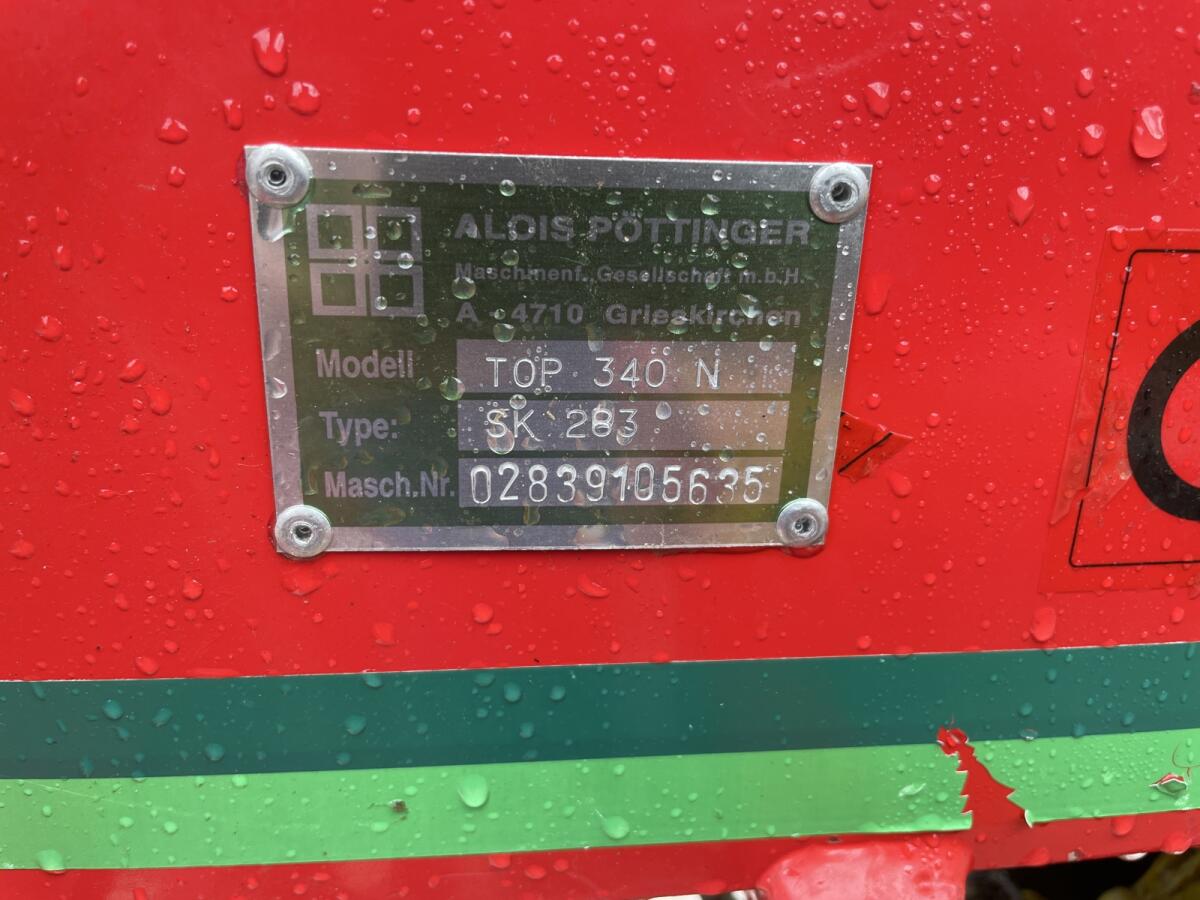 ALOIS PÖTTINGER
Maschinenf. Gesellschaft m.b.H.
A - 4710 Grieskirchen
Modell TOP 340 N
Type: SK 283
Masch.Nr. 02839105635